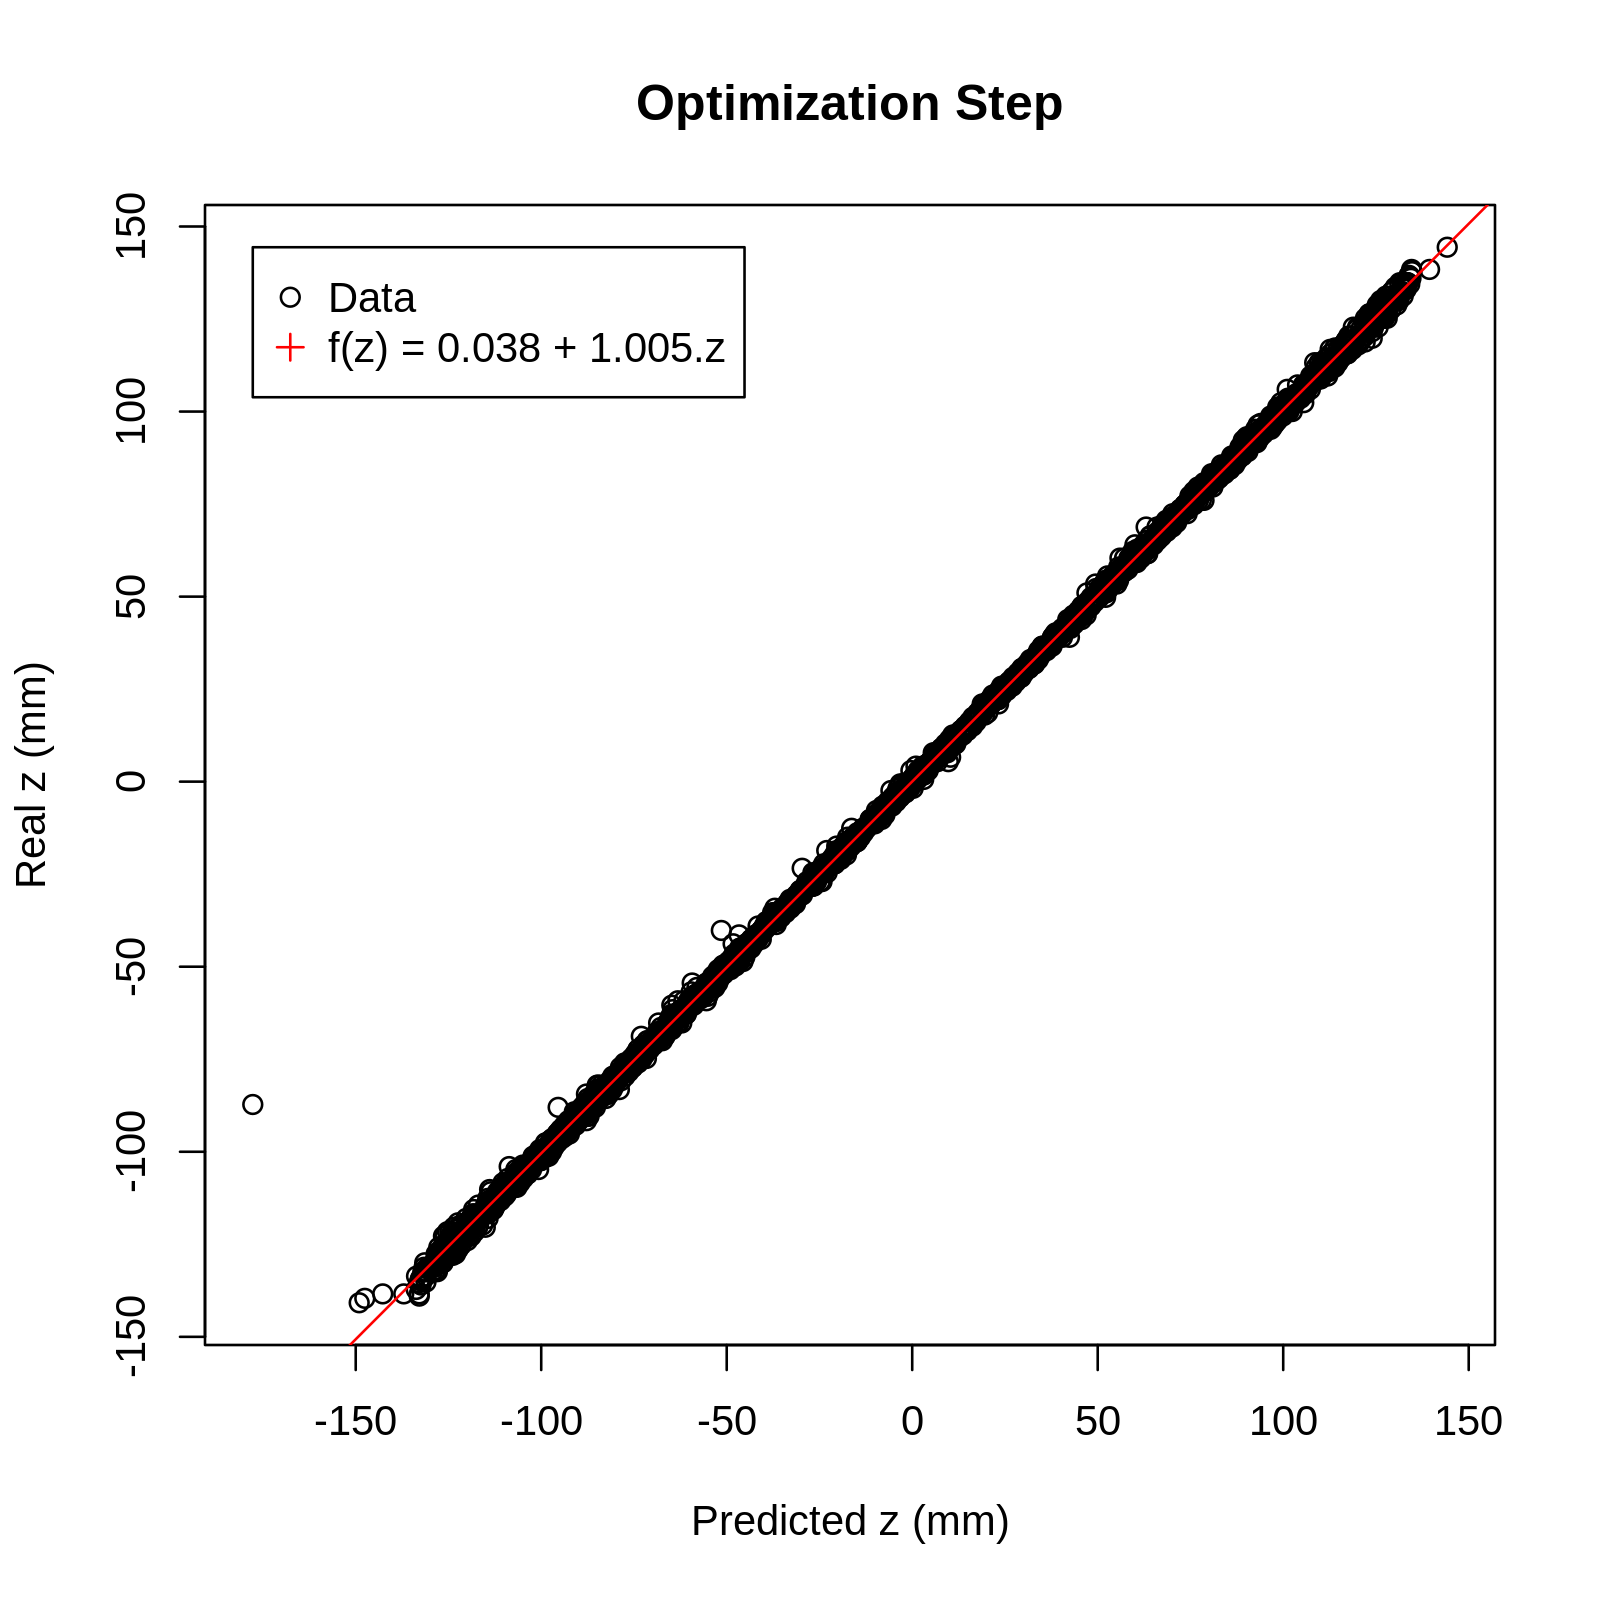 Optimization Step
Data
f(z) = 0.038 + 1.005.z
150
100
50
0
-50
-100
-150
Real z (mm)
-150 -100 -50 0 50 100 150
Predicted z (mm)